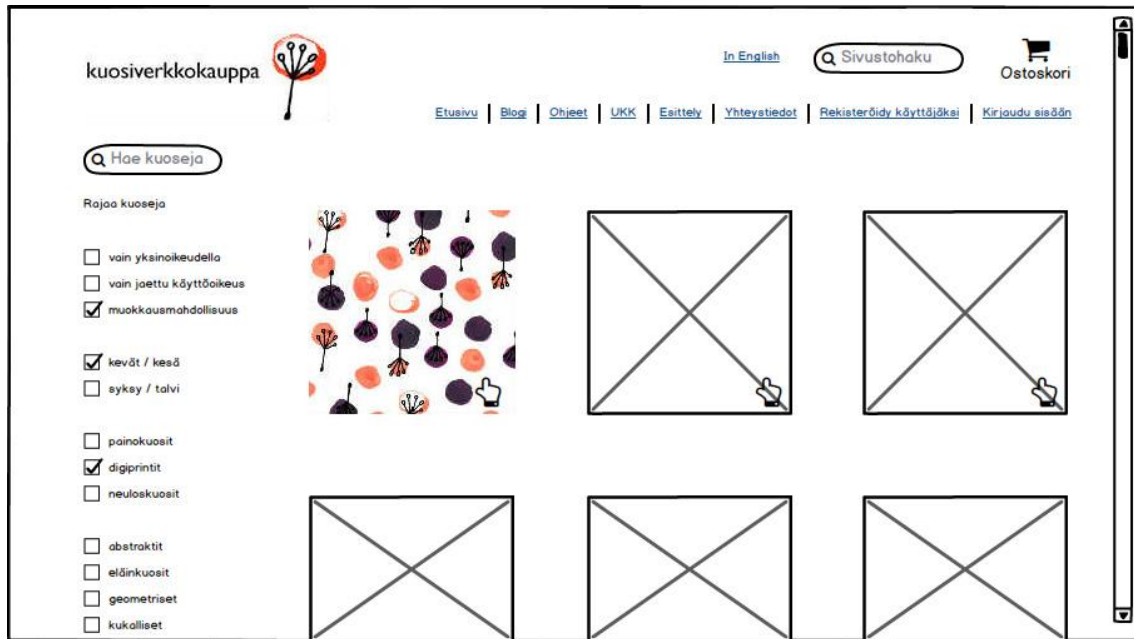 kuosiverkkokauppa
In English
Sivustohaku
Ostoskori
Etusivu Blogi Ohjeet UKK Esittely Yhteystiedot Rekisteröidy käyttäjäksi Kirjaudu sisään
Hae kuoseja
Rajaa kuoseja
vain yksinoikeudella
vain jaettu käyttöoikeus
muokkausmahdollisuus
kevät / kesä
syksy / talvi
painokuosit
digiprintit
neuloskuosit
abstraktit
eläinkuosit
geometriset
kukalliset